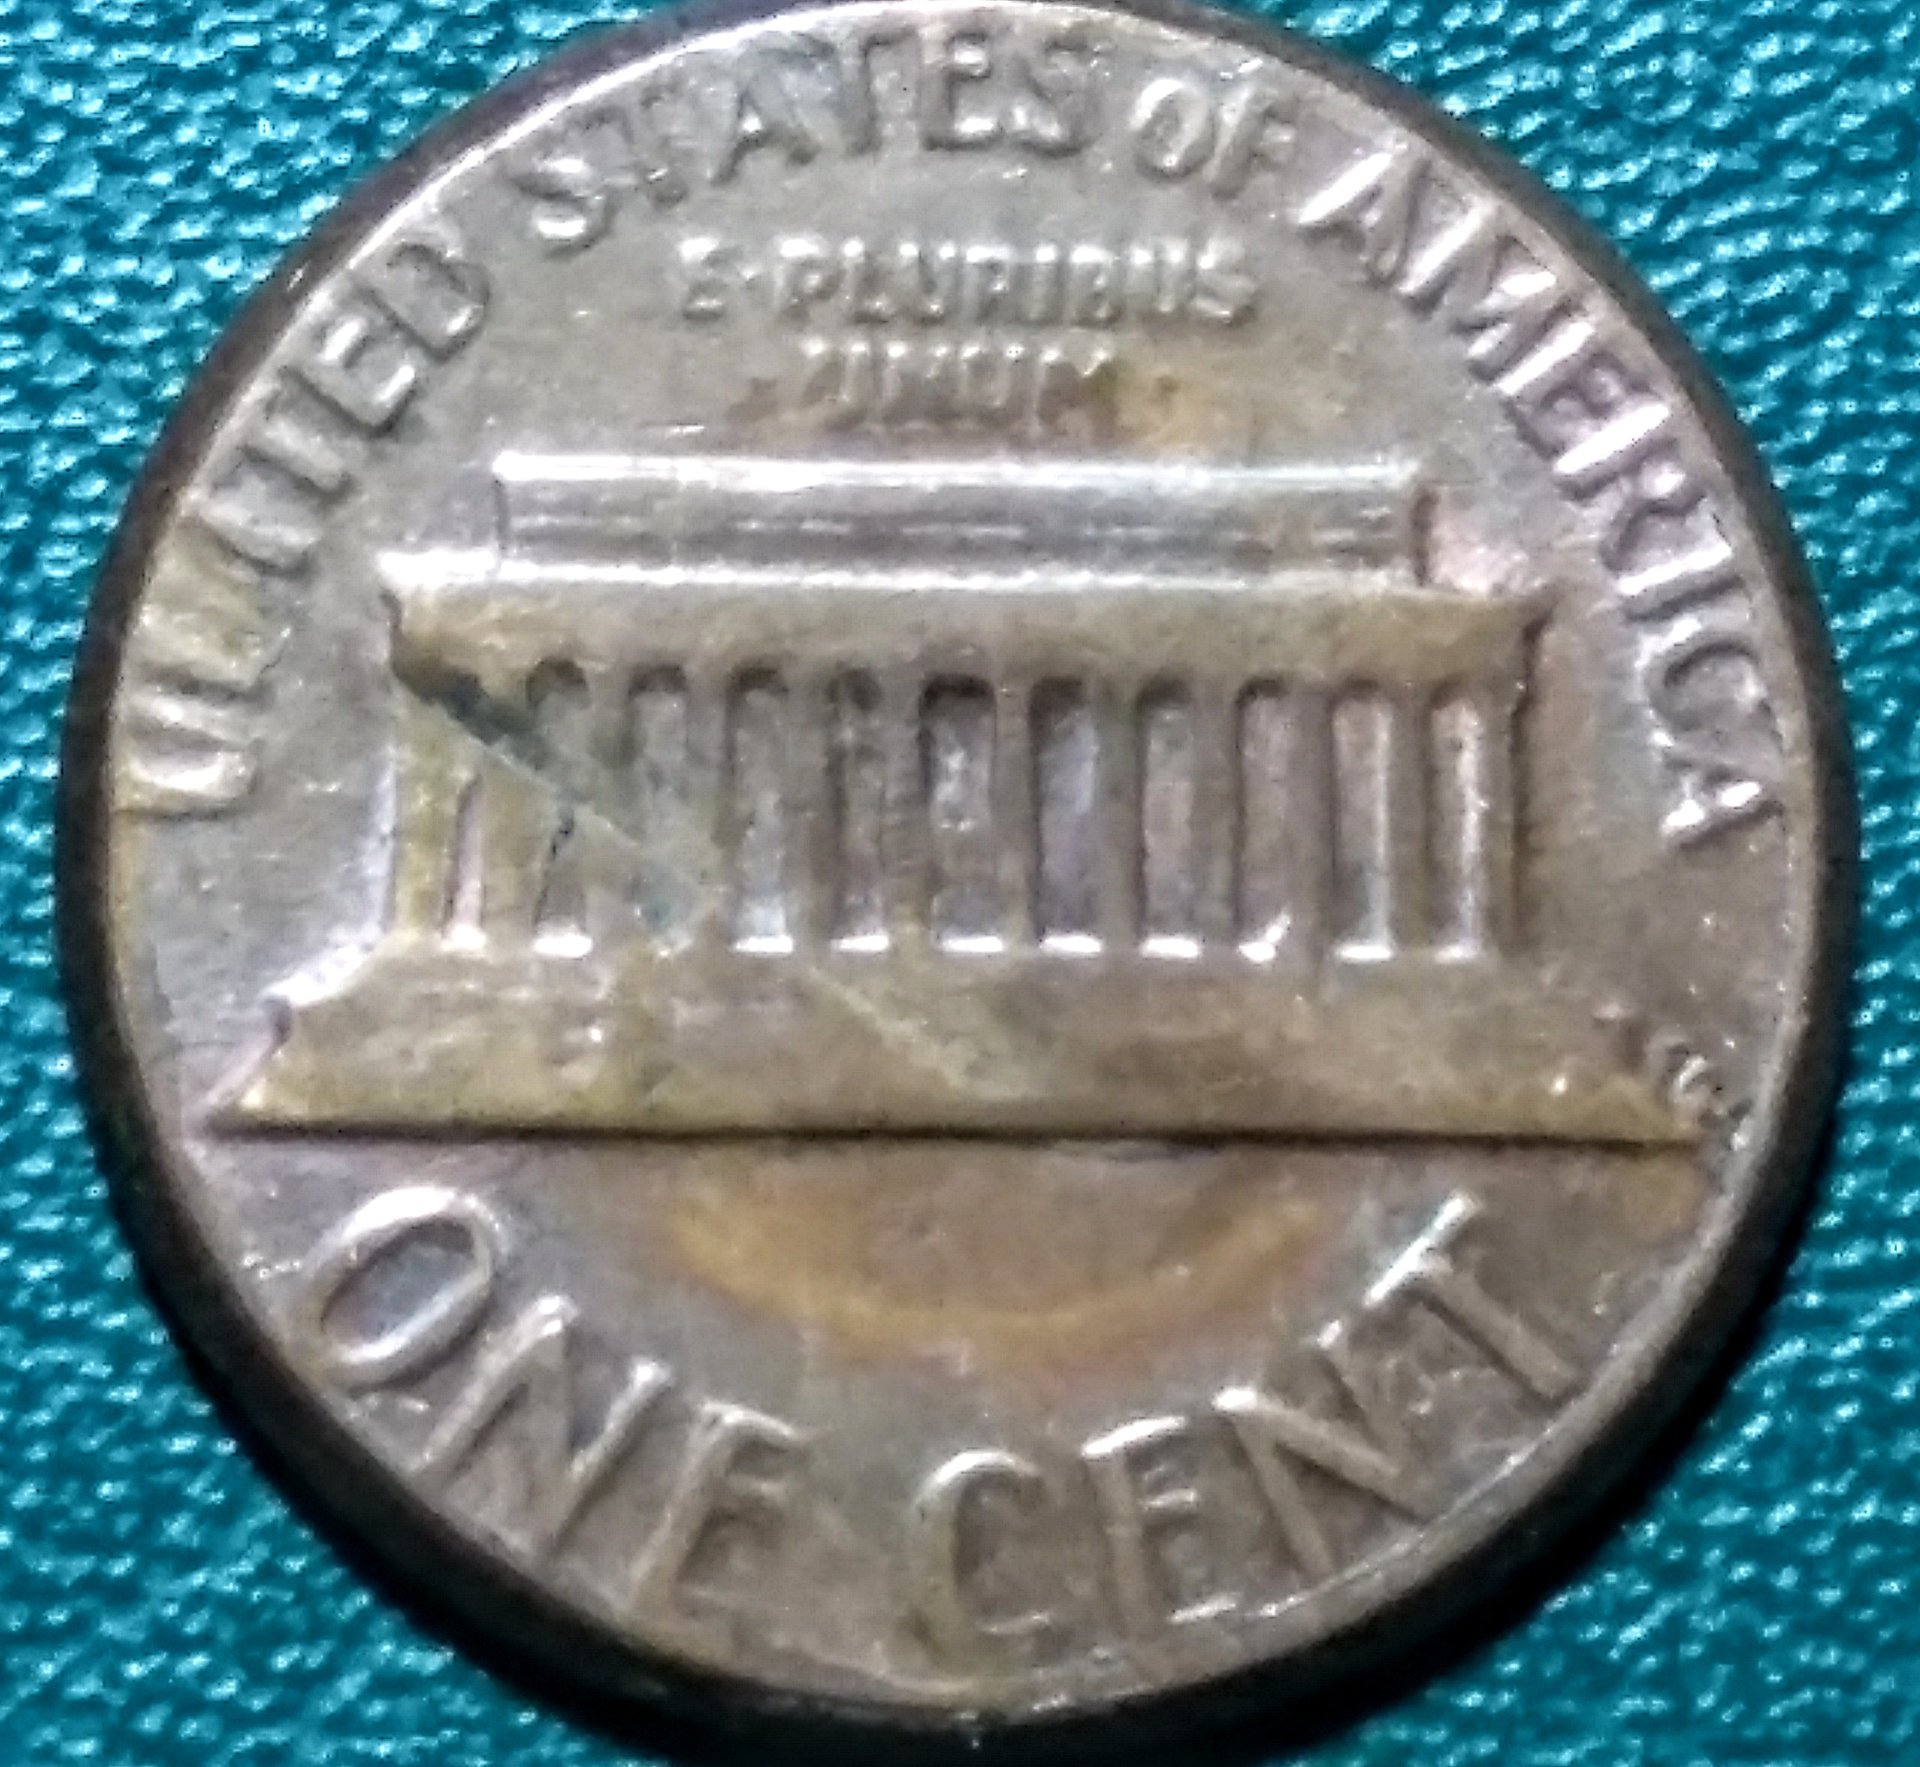 UNITED STATES OF AMERICA
E·PLURIBUS
UNUM
ONE CENT